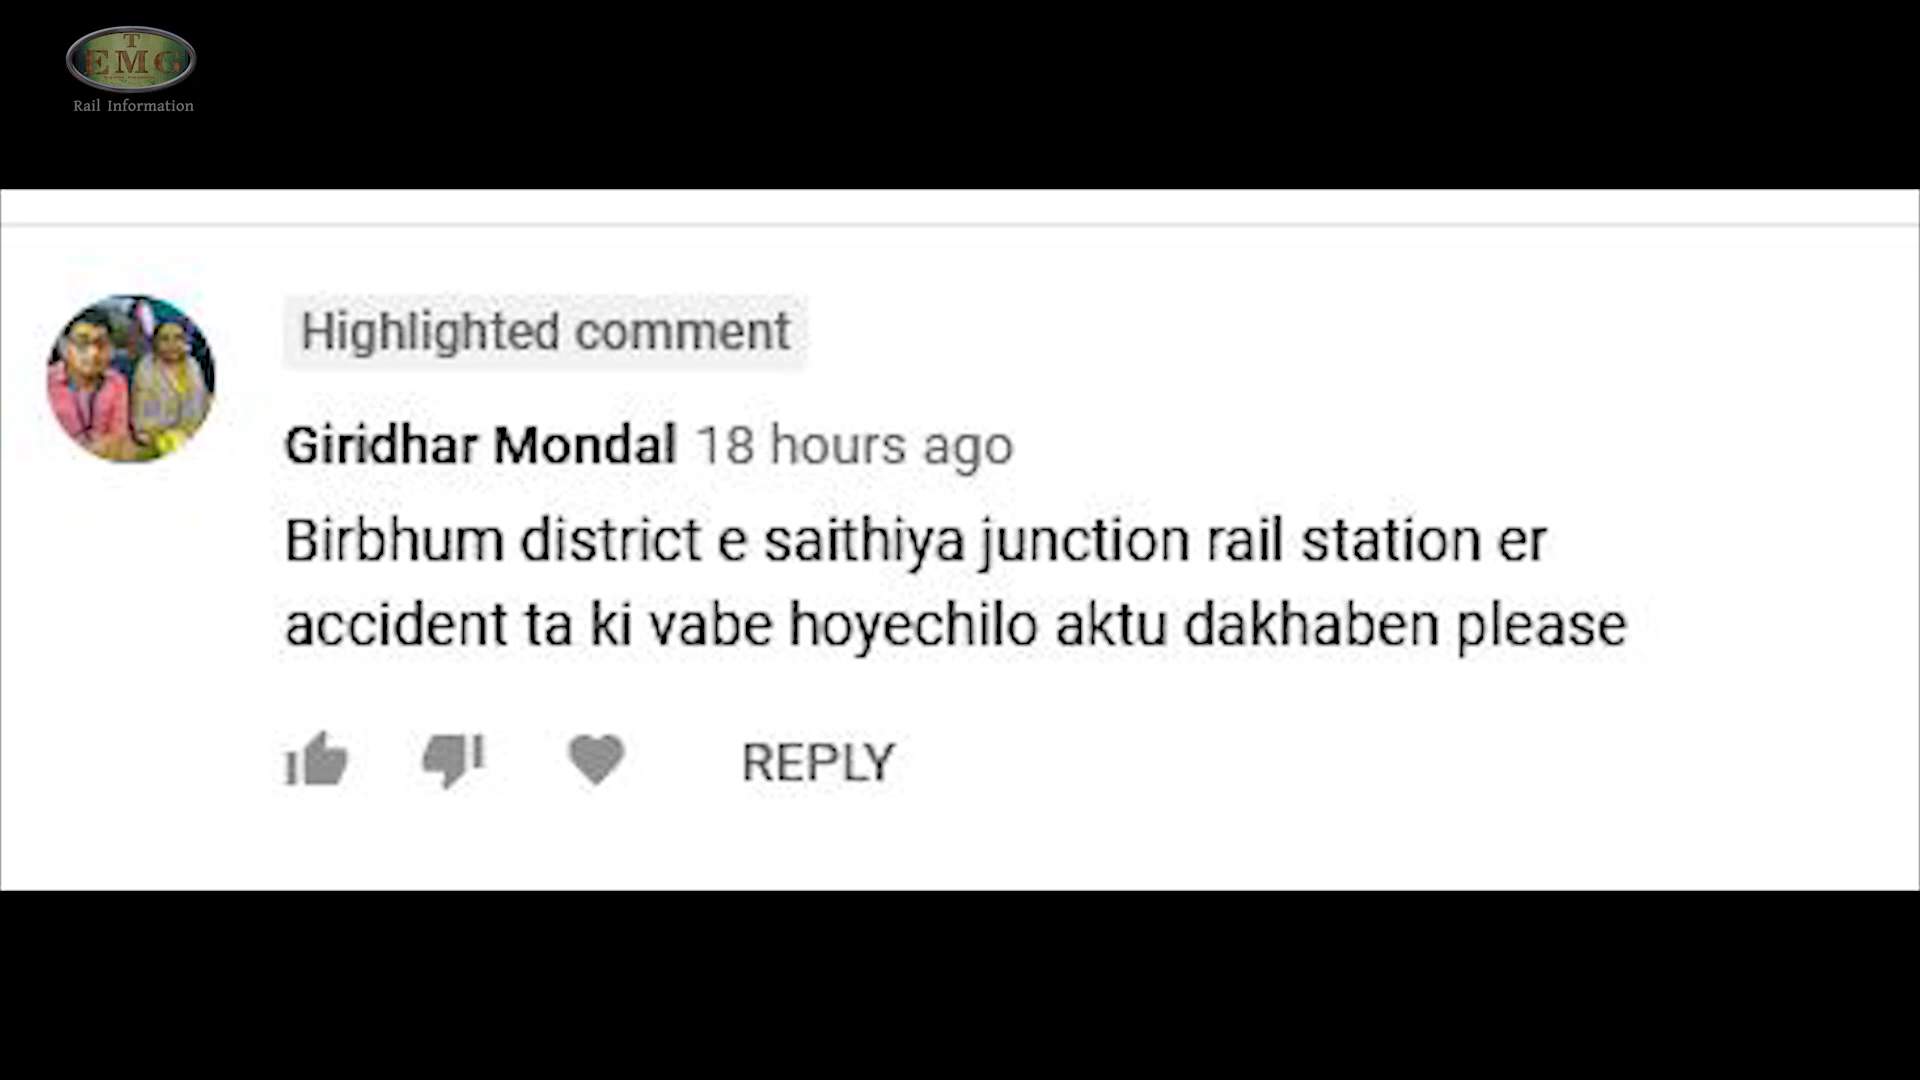 T
EMG
Rail Information
Highlighted comment
Giridhar Mondal 18 hours ago
Birbhum district e saithiya junction rail station er
accident ta ki vabe hoyechilo aktu dakhaben please
REPLY